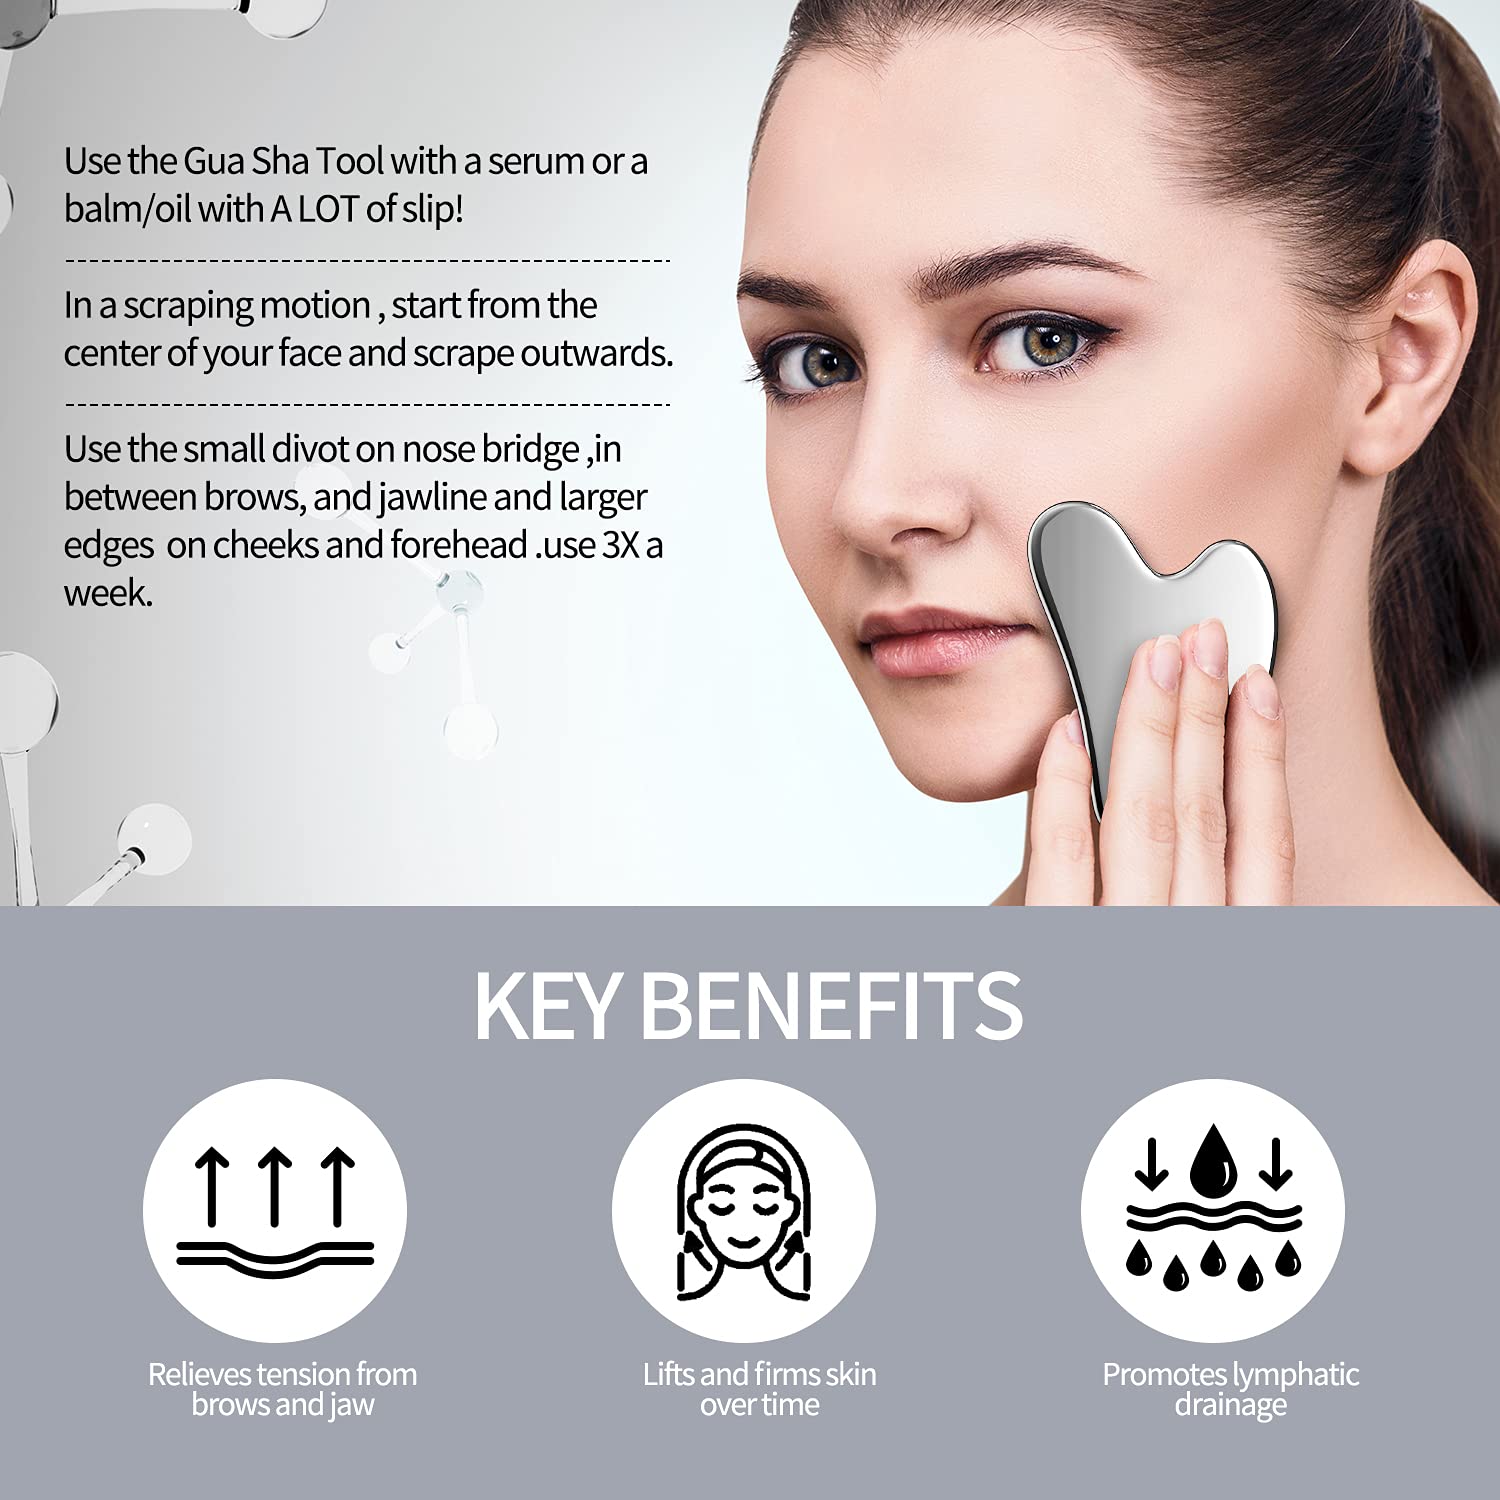 Use the Gua Sha Tool with a serum or a
balm/oil with A LOT of slip!
In a scraping motion , start from the
center of your face and scrape outwards.
Use the small divot on nose bridge ,in
between brows, and jawline and larger
edges on cheeks and forehead .use 3X a
week.
KEY BENEFITS
Relieves tension from
brows and jaw
Lifts and firms skin
over time
Promotes lymphatic
drainage